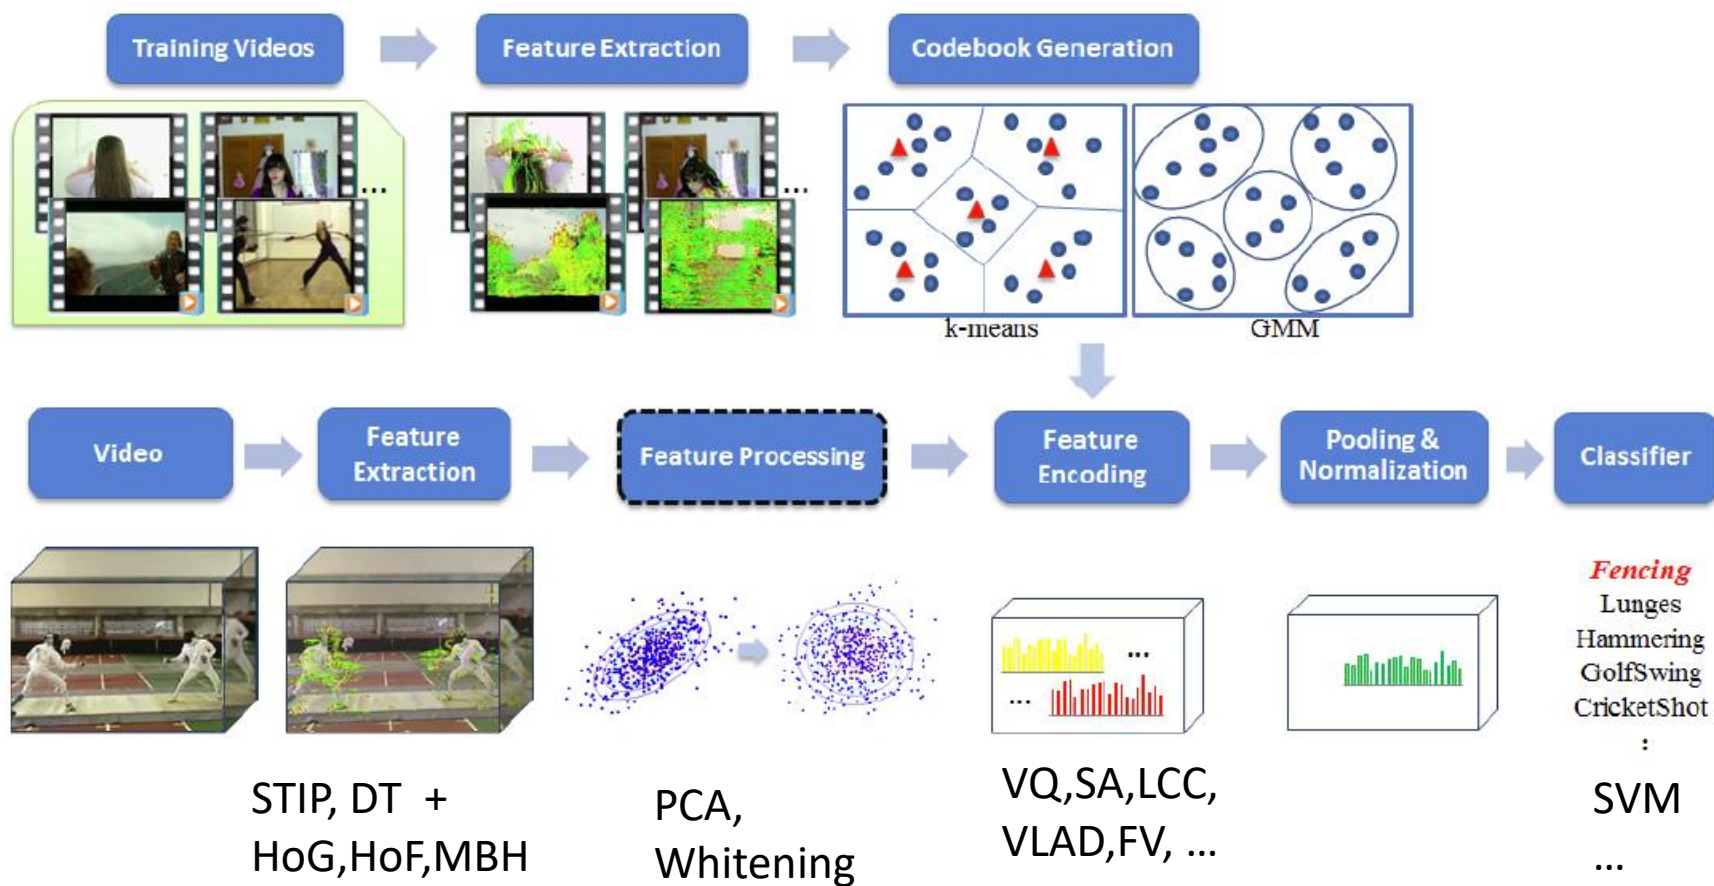 Training Videos
Feature Extraction
Codebook Generation
...
...
k-means
GMM
Video
Feature
Extraction
Feature Processing
Feature
Encoding
Pooling &
Normalization
Classifier
...
...
Fencing
Lunges
Hammering
GolfSwing
CricketShot
:
STIP, DT +
HoG,HoF,MBH
PCA,
Whitening
VQ,SA,LCC,
VLAD,FV, ...
SVM
...